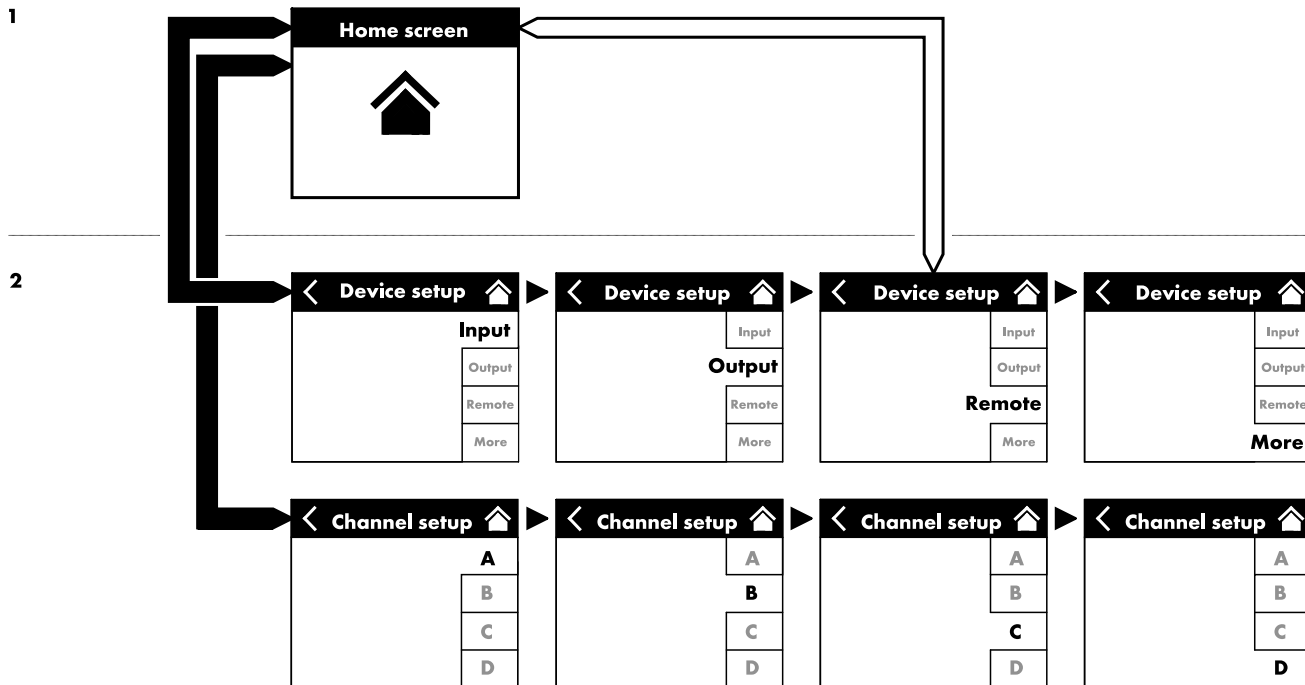 1
Home screen
2
Device setup
Input
Output
Remote
More
Device setup
Input
Output
Remote
More
Device setup
Input
Output
Remote
More
Device setup
Input
Output
Remote
More
Channel setup
A
B
C
D
Channel setup
A
B
C
D
Channel setup
A
B
C
D
Channel setup
A
B
C
D